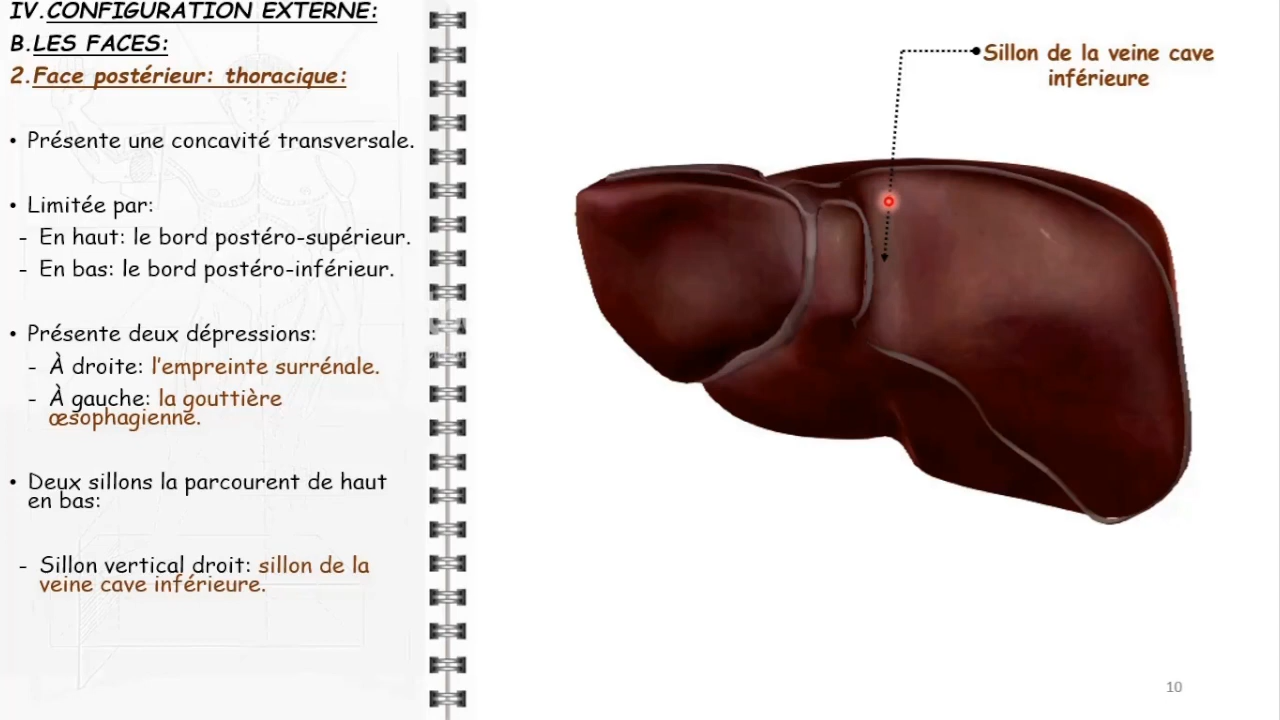 IV.CONFIGURATION EXTERNE:
B.LES FACES:
2.Face postérieur: thoracique:
• Présente une concavité transversale.
• Limitée par:
- En haut: le bord postéro-supérieur.
- En bas: le bord postéro-inférieur.
• Présente deux dépressions:
- À droite: l'empreinte surrénale.
- À gauche: la gouttière
œsophagienne.
• Deux sillons la parcourent de haut
en bas:
- Sillon vertical droit: sillon de la
veine cave inférieure.
Sillon de la veine cave
inférieure
10